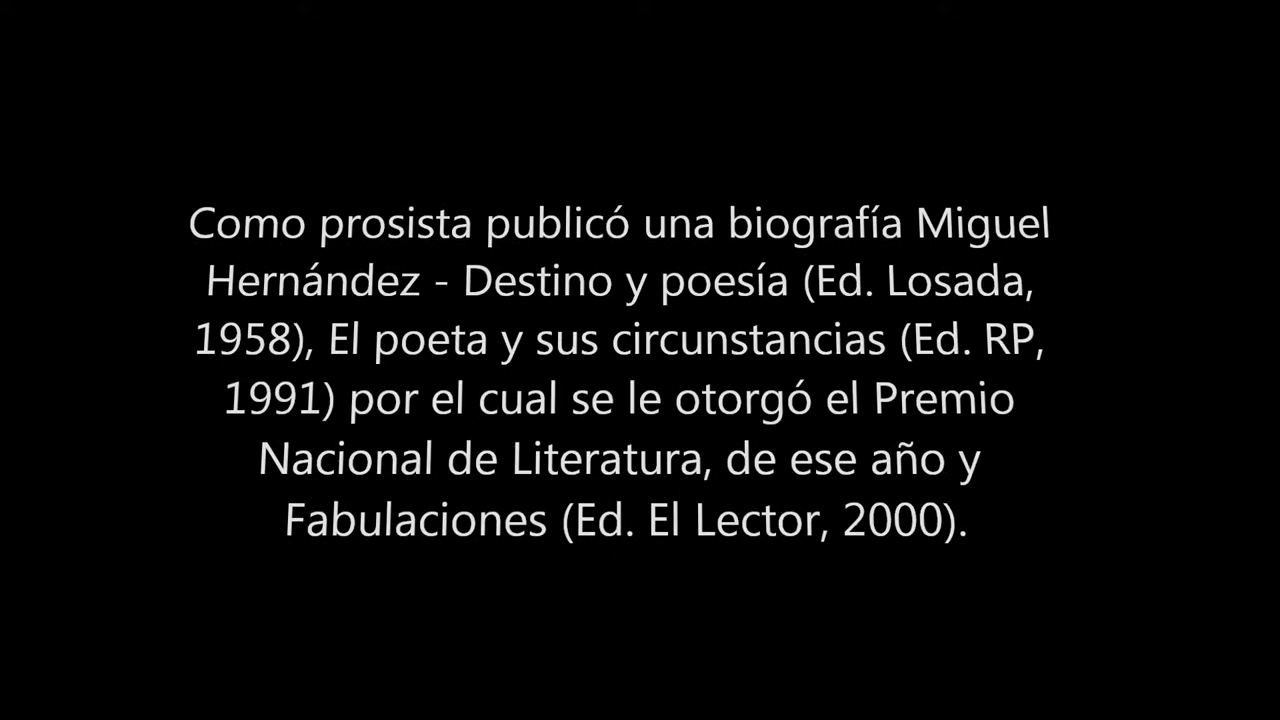 Como prosista publicó una biografía Miguel
Hernández - Destino y poesía (Ed. Losada,
1958), El poeta y sus circunstancias (Ed. RP,
1991) por el cual se le otorgó el Premio
Nacional de Literatura, de ese año y
Fabulaciones (Ed. El Lector, 2000).